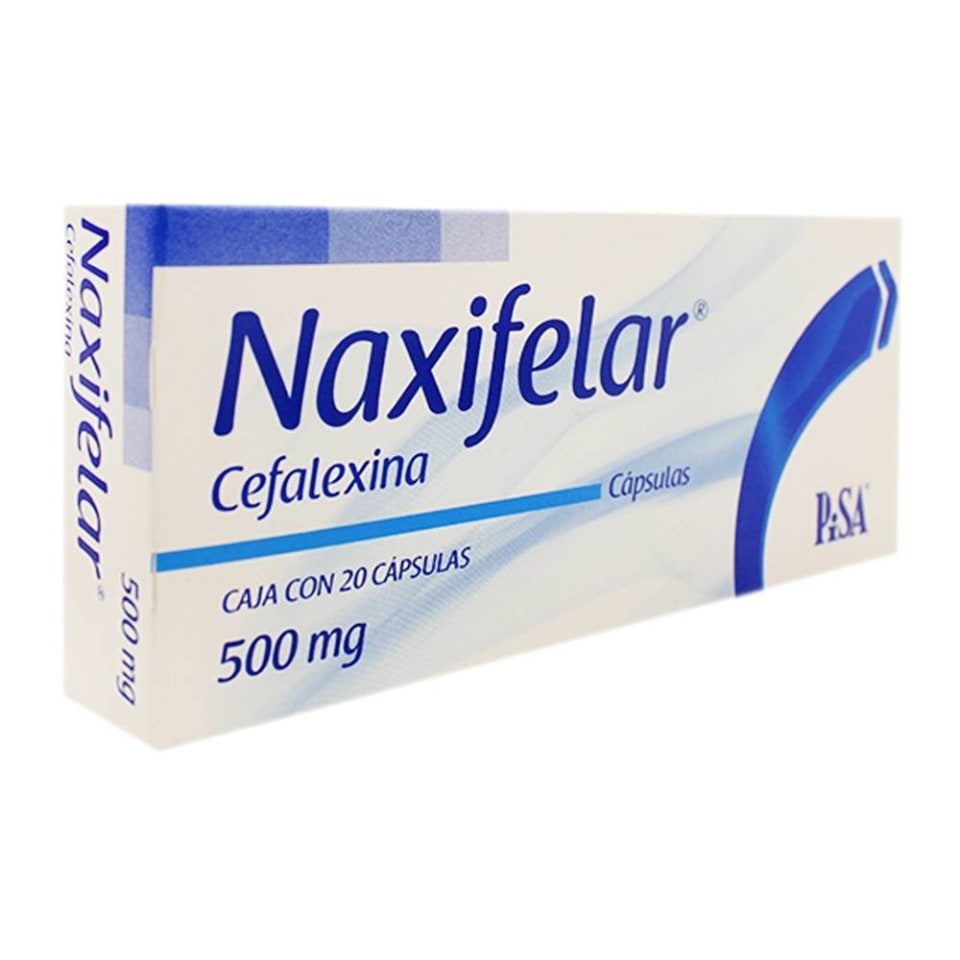 Naxifelar®
Cefalexina
500 mg
Naxifelar®
Cefalexina
Cápsulas
CAJA CON 20 CÁPSULAS
500 mg
PiSA®